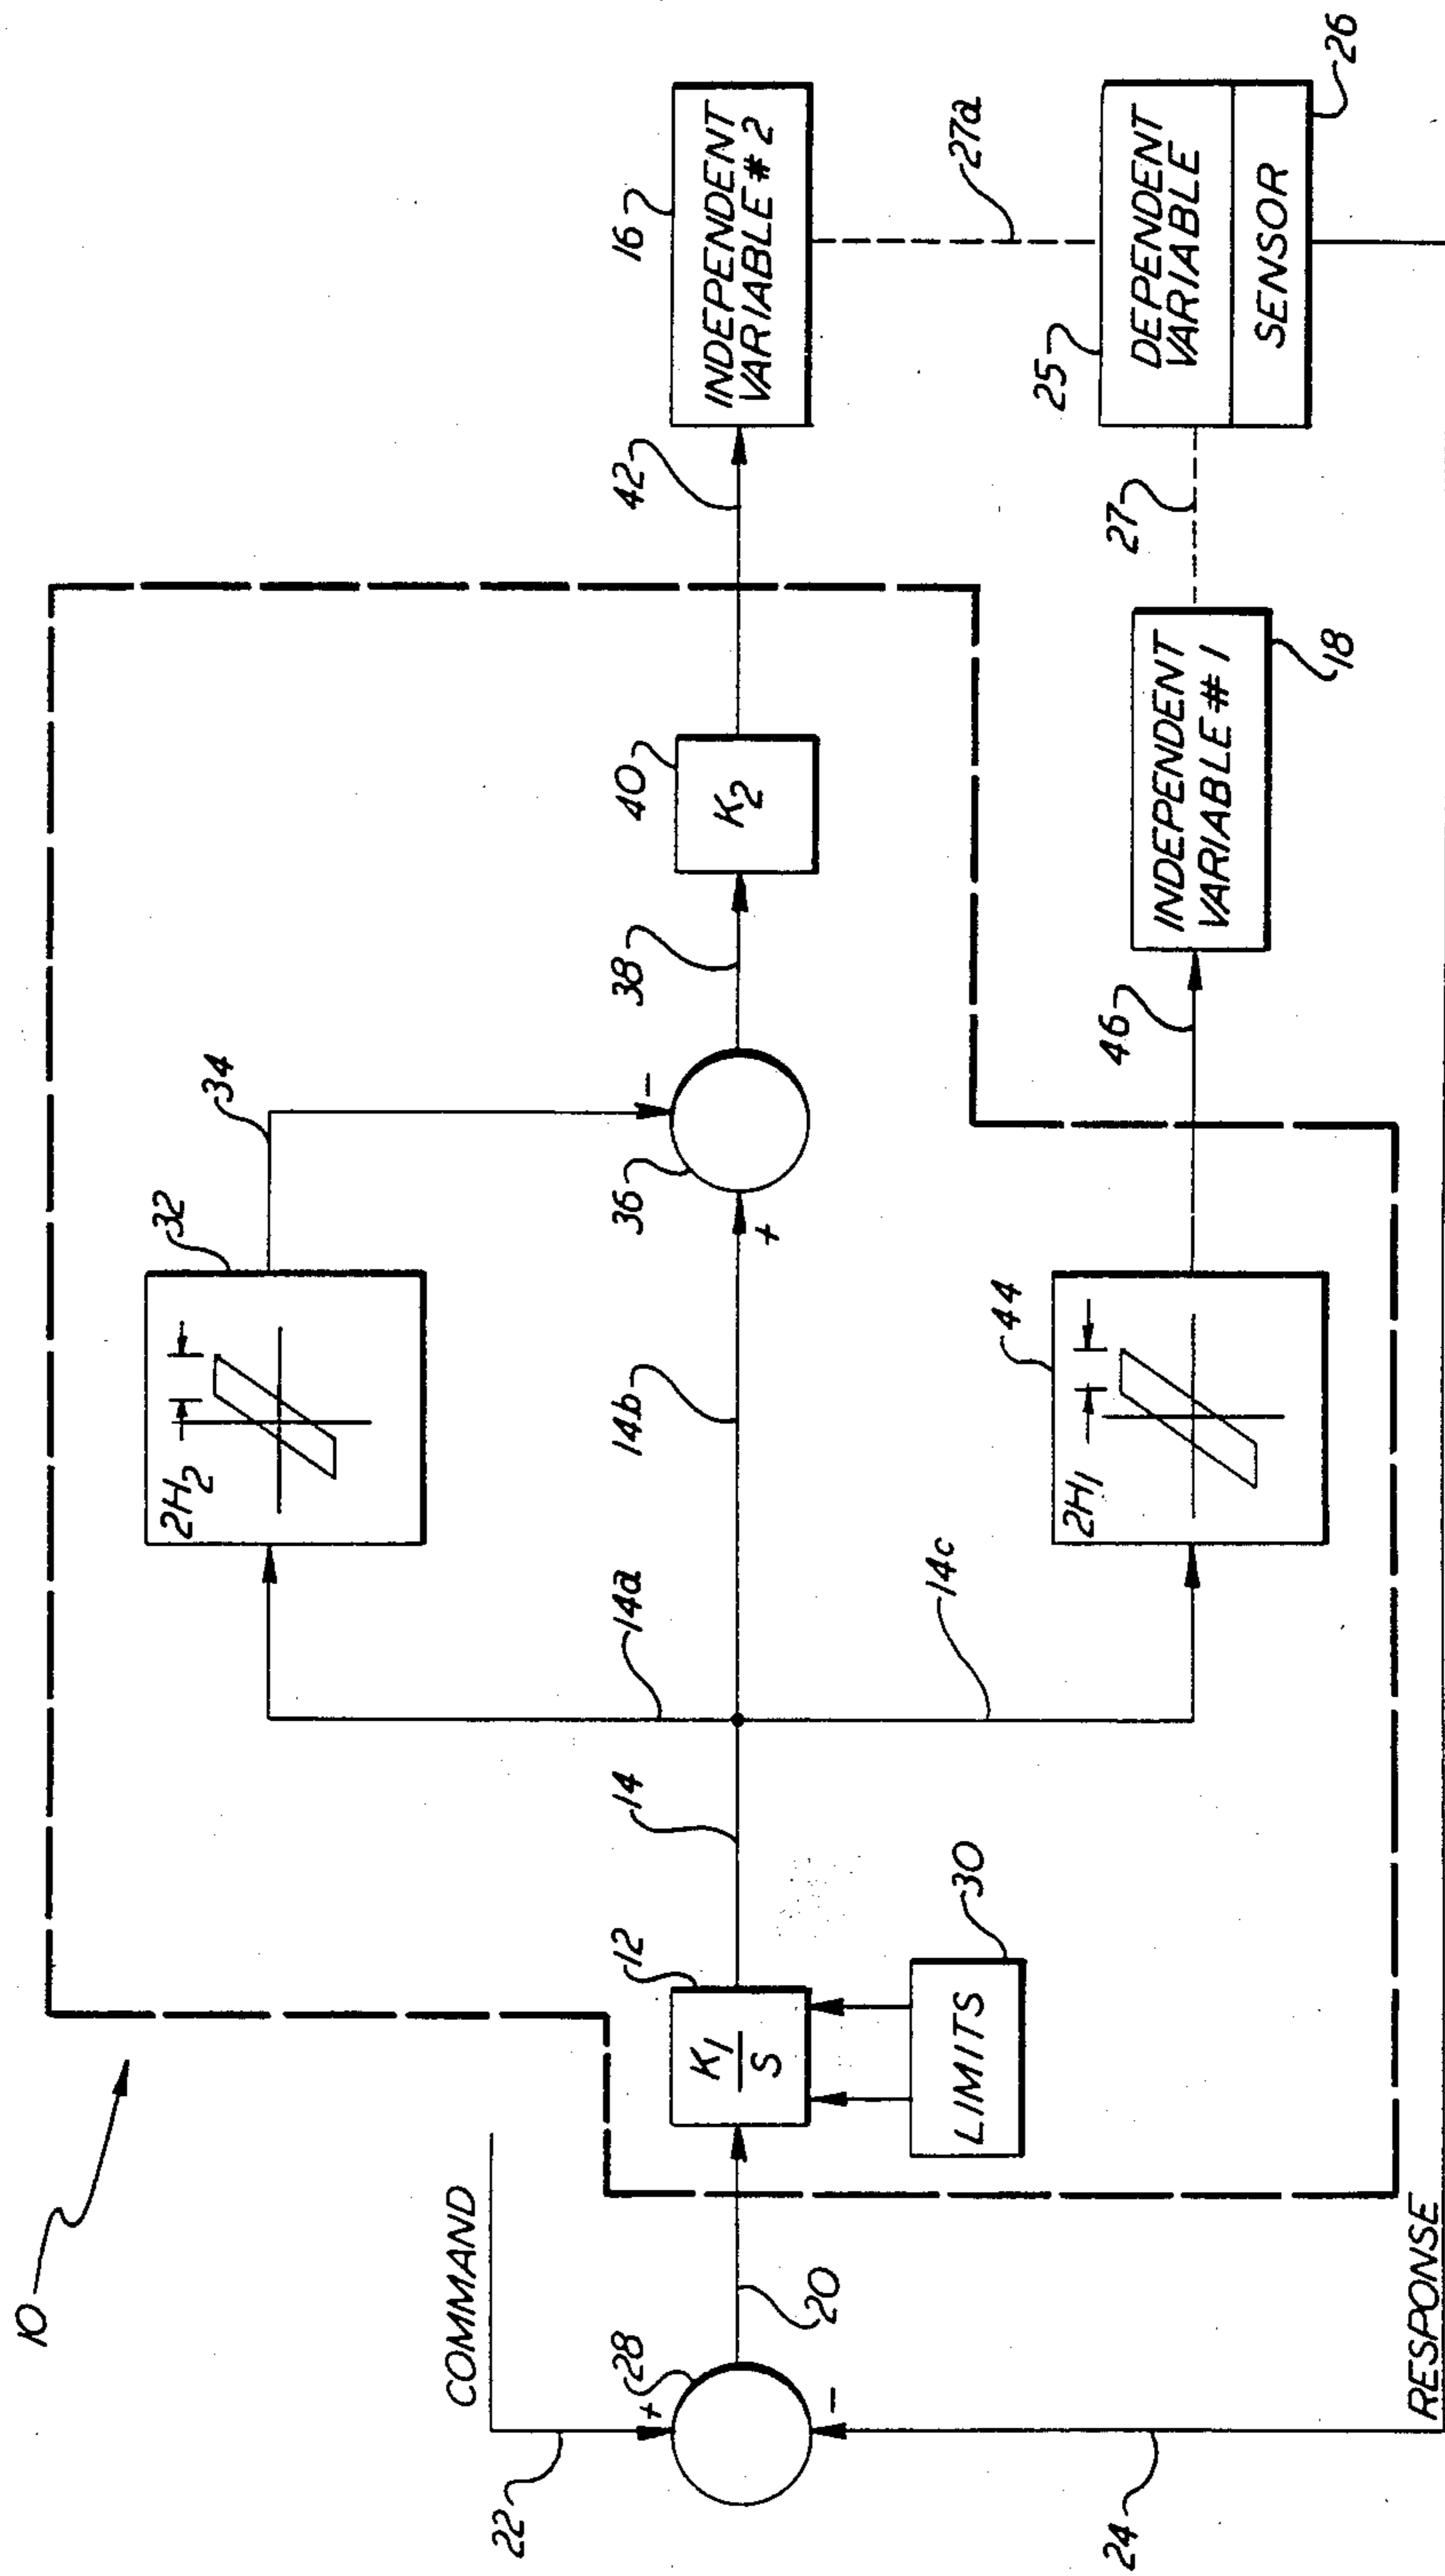 10
COMMAND
22
28
+
-
20
24
RESPONSE
K1
S
12
LIMITS
30
14
14a
14b
14c
2H2
32
34
2H1
44
46
+
-
36
38
K2
40
42
INDEPENDENT
VARIABLE #2
16
INDEPENDENT
VARIABLE #1
18
27
27a
25
DEPENDENT
VARIABLE
SENSOR
26